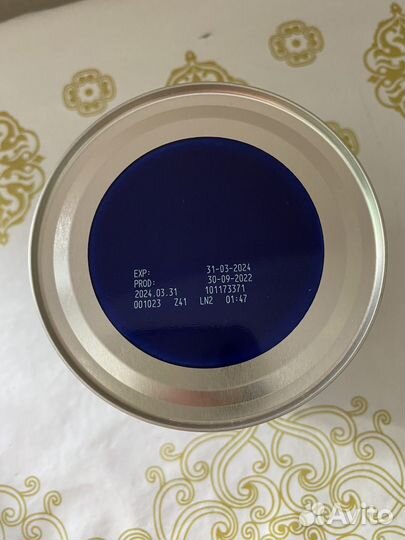 EXP: 31-03-2024
PROD: 30-09-2022
2024.03.31 101173371
001023 Z41 LN2 01:47
Avito